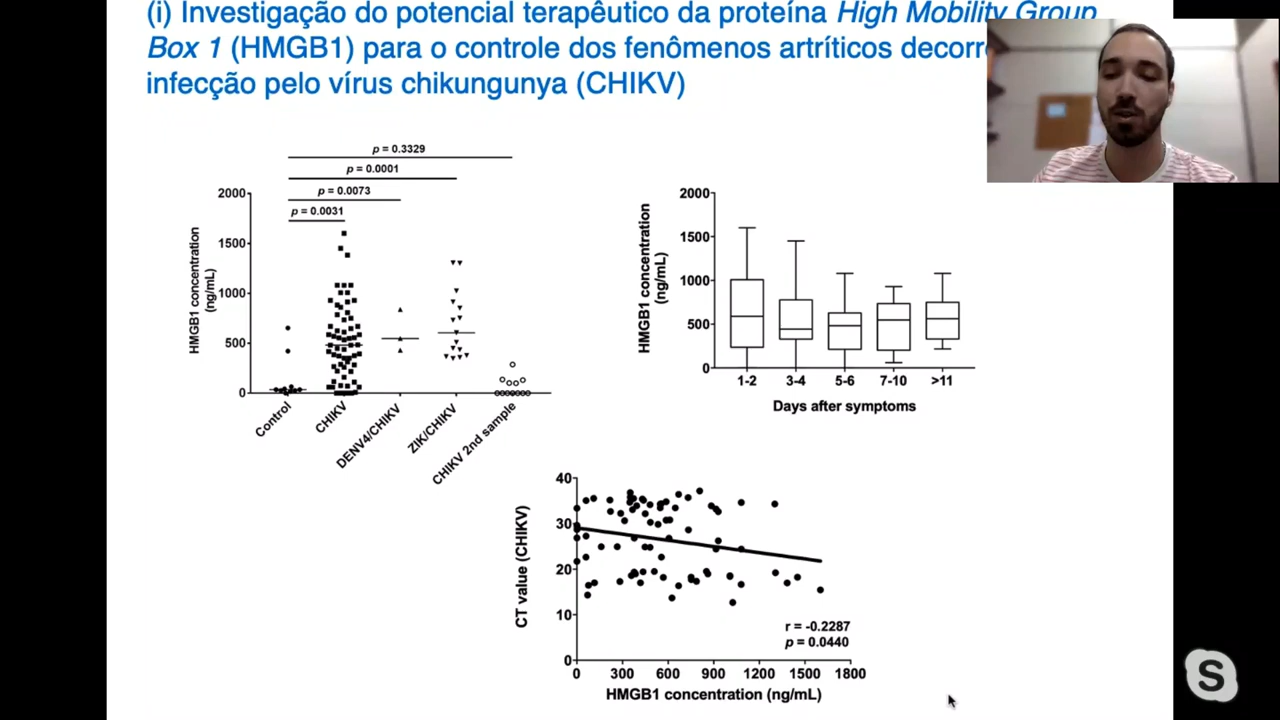 (i) Investigação do potencial terapêutico da proteína High Mobility Group
Box 1 (HMGB1) para o controle dos fenômenos artríticos
infecção pelo vírus chikungunya (CHIKV)
p = 0.3329
p = 0.0001
p = 0.0073
p = 0.0031
HMGB1 concentration
(ng/mL)
2000
1500
1000
500
0
Control
CHIKV
DENV4/CHIKV
ZIK/CHIKV
CHIKV 2nd sample
HMGB1 concentration
(ng/mL)
2000
1500
1000
500
0
1-2 3-4 5-6 7-10 >11
Days after symptoms
CT value (CHIKV)
40
30
20
10
0
r = -0.2287
p = 0.0440
0 300 600 900 1200 1500 1800
HMGB1 concentration (ng/mL)
S